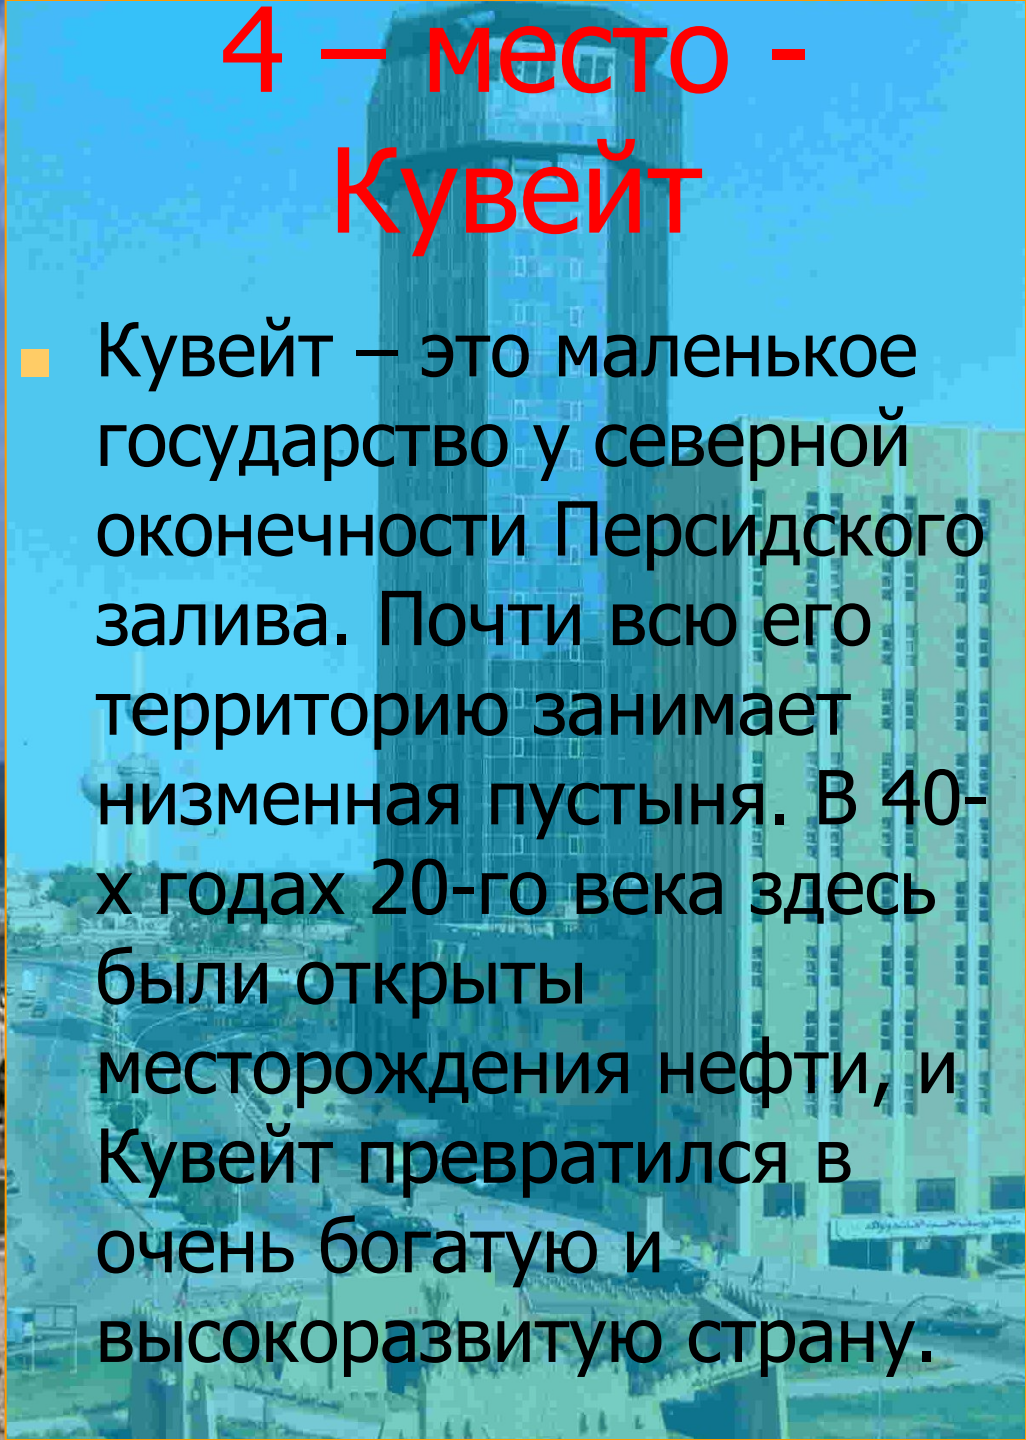 4 – место -
Кувейт
Кувейт – это маленькое
государство у северной
оконечности Персидского
залива. Почти всю его
территорию занимает
низменная пустыня. В 40-
х годах 20-го века здесь
были открыты
месторождения нефти, и
Кувейт превратился в
очень богатую и
высокоразвитую страну.